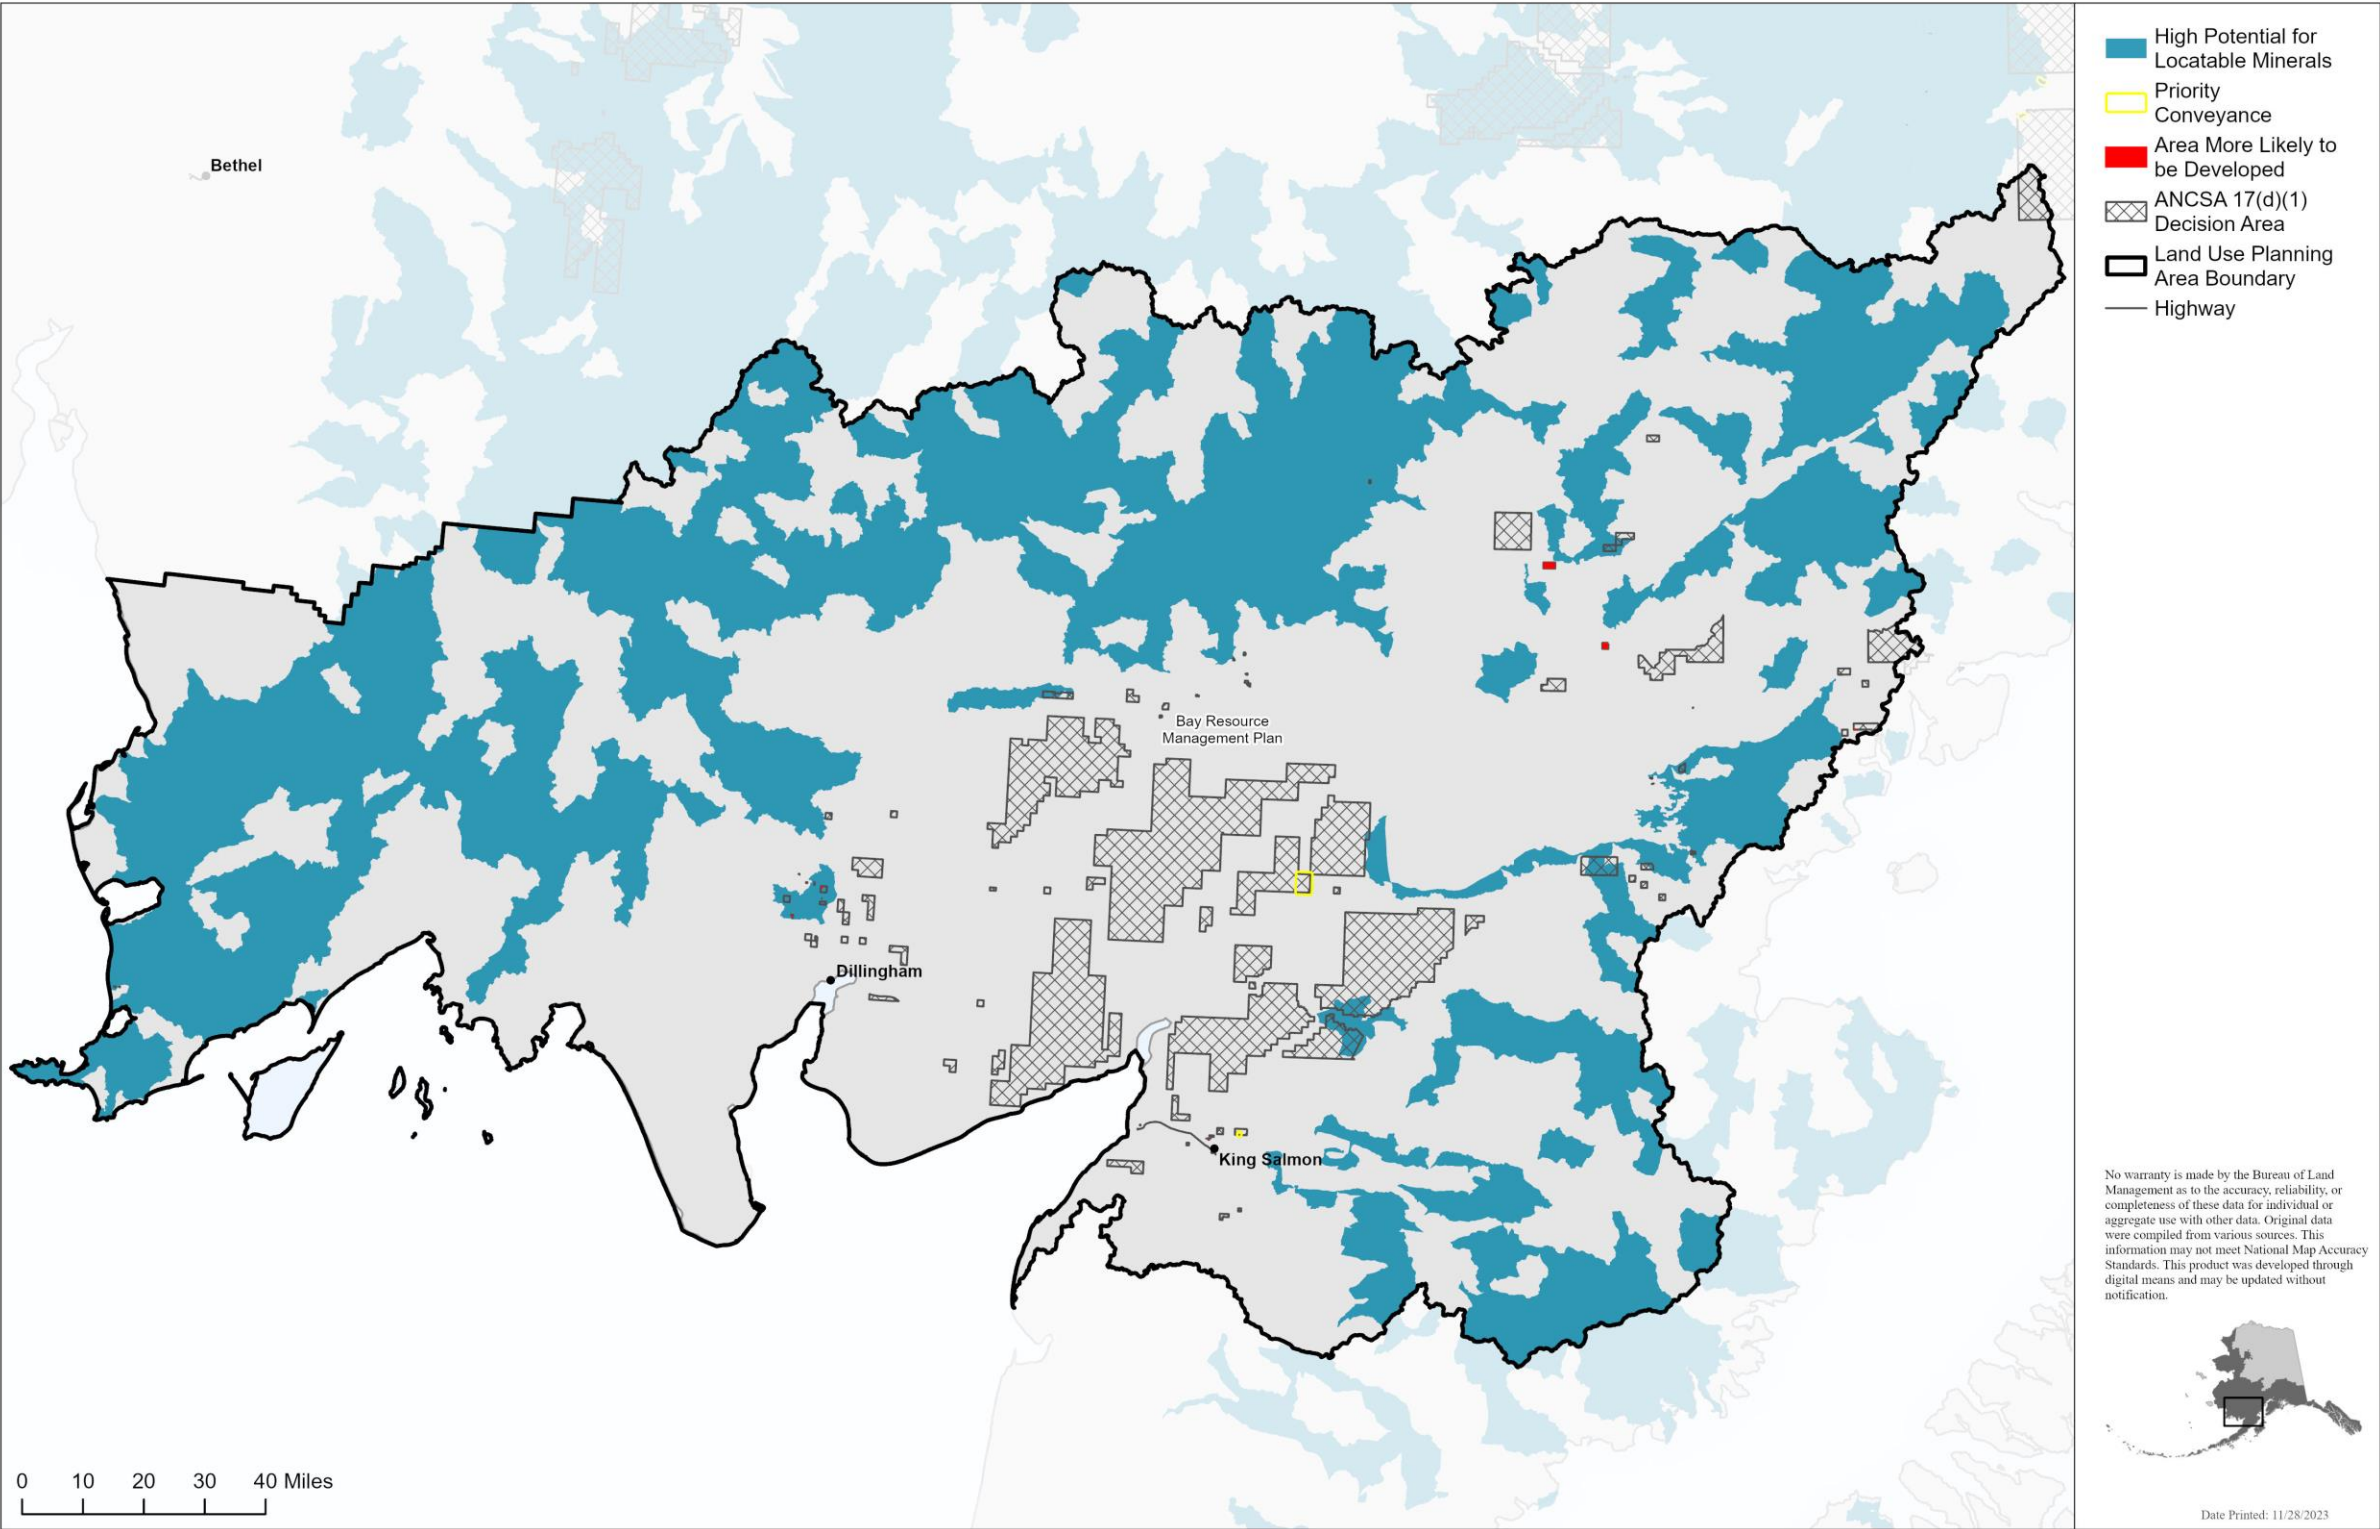 High Potential for
Locatable Minerals
Priority
Conveyance
Area More Likely to
be Developed
ANCSA 17(d)(1)
Decision Area
Land Use Planning
Area Boundary
Highway
Bethel
Bay Resource
Management Plan
Dillingham
King Salmon
0 10 20 30 40 Miles
No warranty is made by the Bureau of Land
Management as to the accuracy, reliability, or
completeness of these data for individual or
aggregate use with other data. Original data
were compiled from various sources. This
information may not meet National Map Accuracy
Standards. This product was developed through
digital means and may be updated without
notification.
Date Printed: 11/28/2023